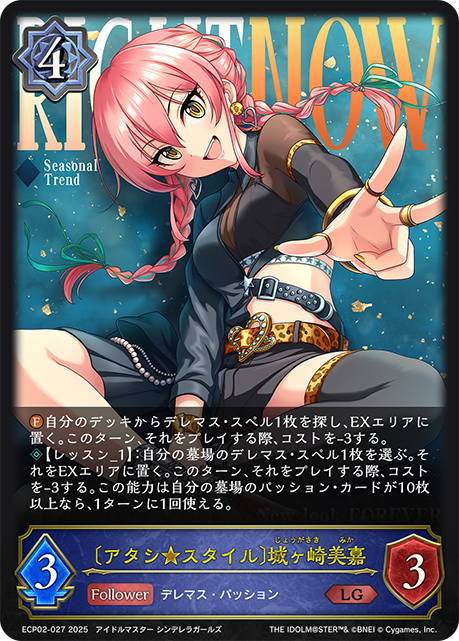 RIGHT NOW
4
Seasonal
Trend
Ⓕ自分のデッキからデレマス・スペル1枚を探し、EXエリアに
置く。このターン、それをプレイする際、コストを-3する。
【レッスン_1】:自分の墓場のデレマス・スペル1枚を選ぶ。そ
れをEXエリアに置く。このターン、それをプレイする際、コスト
を-3する。この能力は自分の墓場のパッション・カードが10枚
以上なら、1ターンに1回使える。
New look FOREVER
じょうがさき みか
3
〔アタシ★スタイル〕城ヶ崎美嘉
3
Follower
デレマス・パッション
LG
ECP02-027 2025 アイドルマスター シンデレラガールズ
THE IDOLM@STER™& ©BNEI © Cygames, Inc.